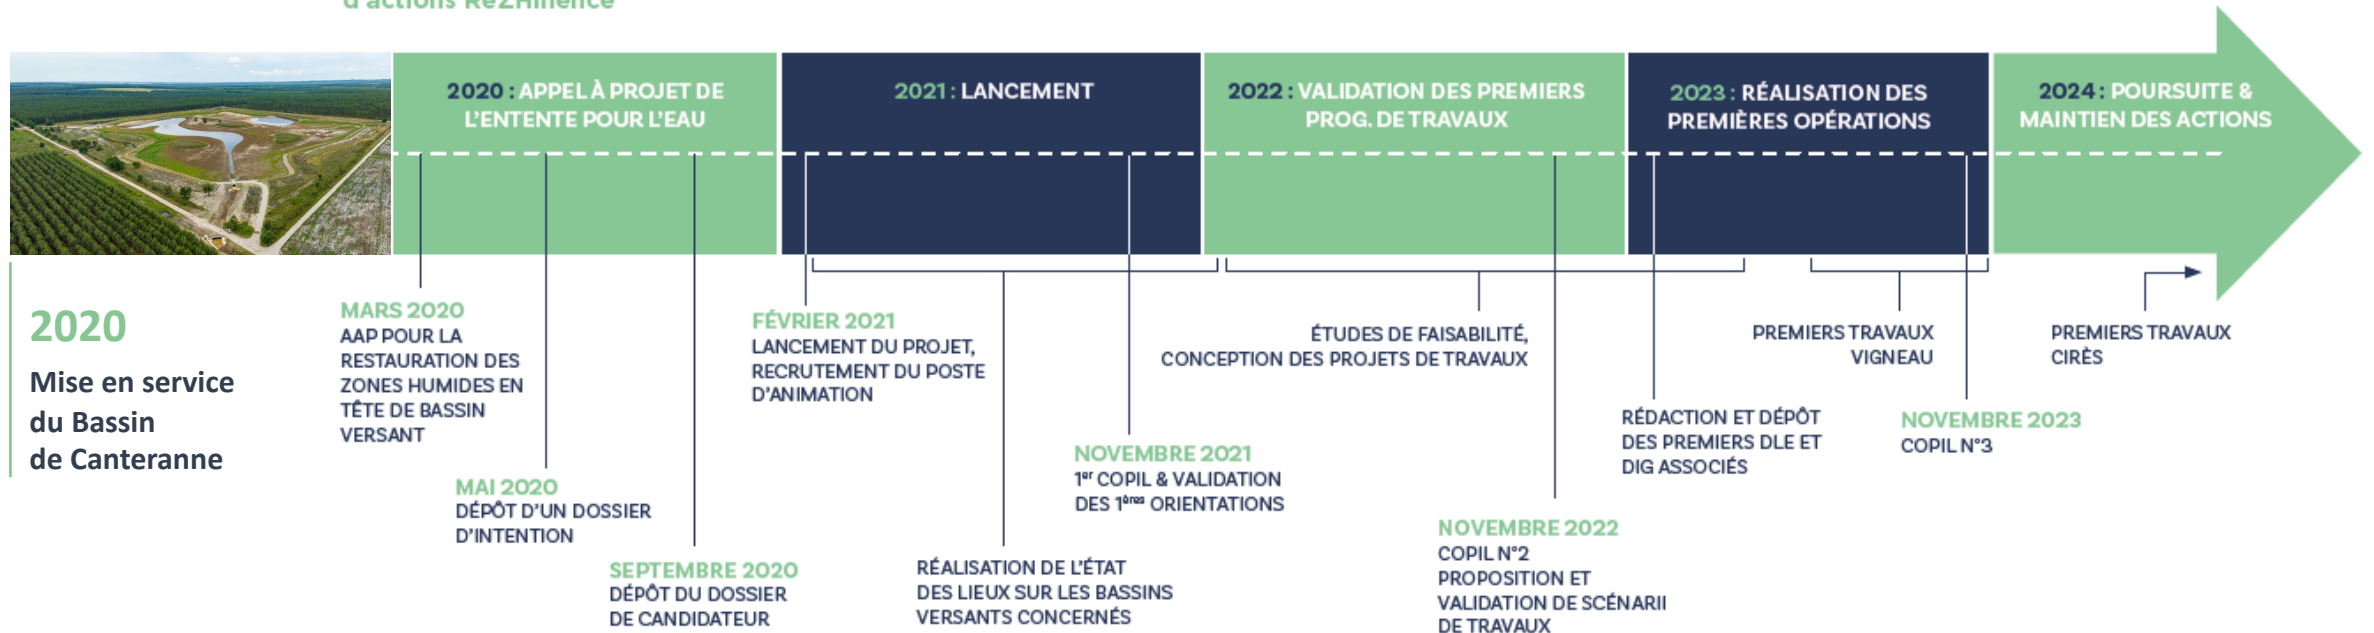 d'actions ReZHilience
2020 : APPEL À PROJET DE
L'ENTENTE POUR L'EAU
2021 : LANCEMENT
2022 : VALIDATION DES PREMIERS
PROG. DE TRAVAUX
2023 : RÉALISATION DES
PREMIÈRES OPÉRATIONS
2024 : POURSUITE &
MAINTIEN DES ACTIONS
2020
Mise en service
du Bassin
de Canteranne
MARS 2020
AAP POUR LA
RESTAURATION DES
ZONES HUMIDES EN
TÊTE DE BASSIN
VERSANT
MAI 2020
DÉPÔT D'UN DOSSIER
D'INTENTION
SEPTEMBRE 2020
DÉPÔT DU DOSSIER
DE CANDIDATEUR
FÉVRIER 2021
LANCEMENT DU PROJET,
RECRUTEMENT DU POSTE
D'ANIMATION
RÉALISATION DE L'ÉTAT
DES LIEUX SUR LES BASSINS
VERSANTS CONCERNÉS
NOVEMBRE 2021
1er COPIL & VALIDATION
DES 1ères ORIENTATIONS
ÉTUDES DE FAISABILITÉ,
CONCEPTION DES PROJETS DE TRAVAUX
NOVEMBRE 2022
COPIL N°2
PROPOSITION ET
VALIDATION DE SCÉNARII
DE TRAVAUX
RÉDACTION ET DÉPÔT
DES PREMIERS DLE ET
DIG ASSOCIÉS
PREMIERS TRAVAUX
VIGNEAU
NOVEMBRE 2023
COPIL N°3
PREMIERS TRAVAUX
CIRÈS